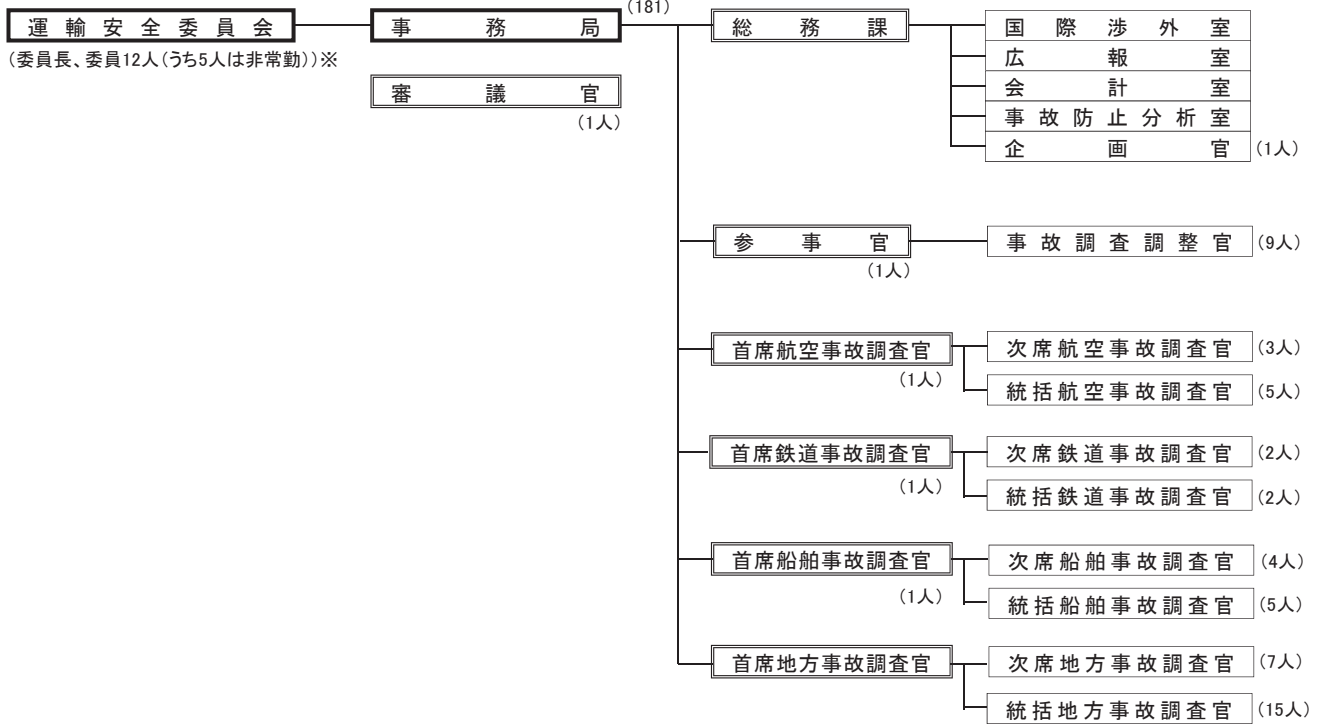 (181)
運輸安全委員会 事務局 総務課 国際渉外室
(委員長、委員12人(うち5人は非常勤))※
広報室
審議官
(1人)
会計室
事故防止分析室
企画官 (1人)
参事官 事故調査調整官 (9人)
(1人)
首席航空事故調査官 次席航空事故調査官 (3人)
(1人)
統括航空事故調査官 (5人)
首席鉄道事故調査官 次席鉄道事故調査官 (2人)
(1人)
統括鉄道事故調査官 (2人)
首席船舶事故調査官 次席船舶事故調査官 (4人)
(1人)
統括船舶事故調査官 (5人)
首席地方事故調査官 次席地方事故調査官 (7人)
統括地方事故調査官 (15人)